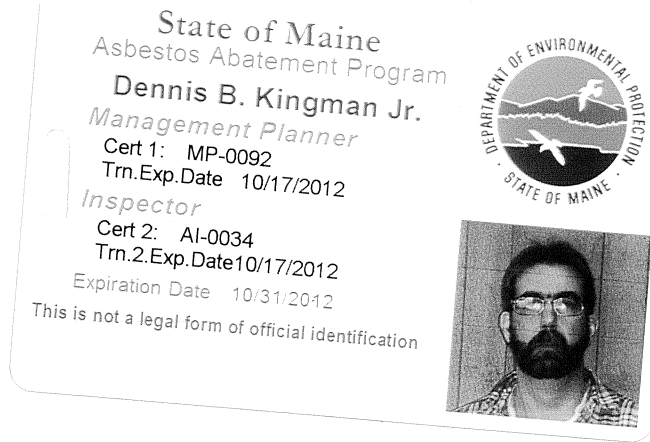 State of Maine
Asbestos Abatement Program
Dennis B. Kingman Jr.
Management Planner
Cert 1: MP-0092
Trn.Exp.Date 10/17/2012
Inspector
Cert 2: AI-0034
Trn.2.Exp.Date10/17/2012
Expiration Date 10/31/2012
This is not a legal form of official identification
DEPARTMENT OF ENVIRONMENTAL PROTECTION
· STATE OF MAINE ·